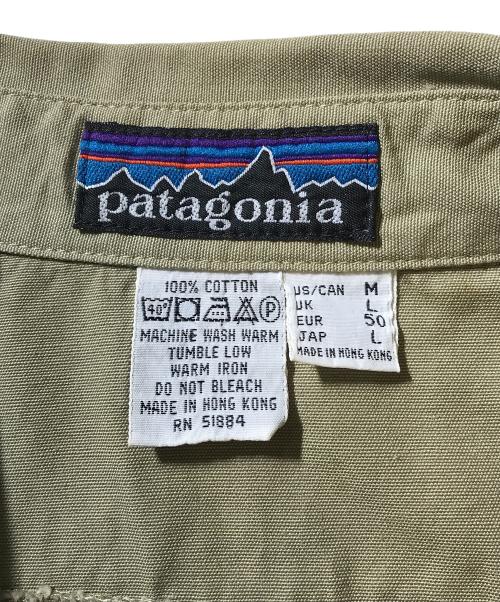 patagonia
100% COTTON
40°
P
MACHINE WASH WARM
TUMBLE LOW
WARM IRON
DO NOT BLEACH
MADE IN HONG KONG
RN 51884
US/CAN M
UK L
EUR 50
JAP L
MADE IN HONG KONG